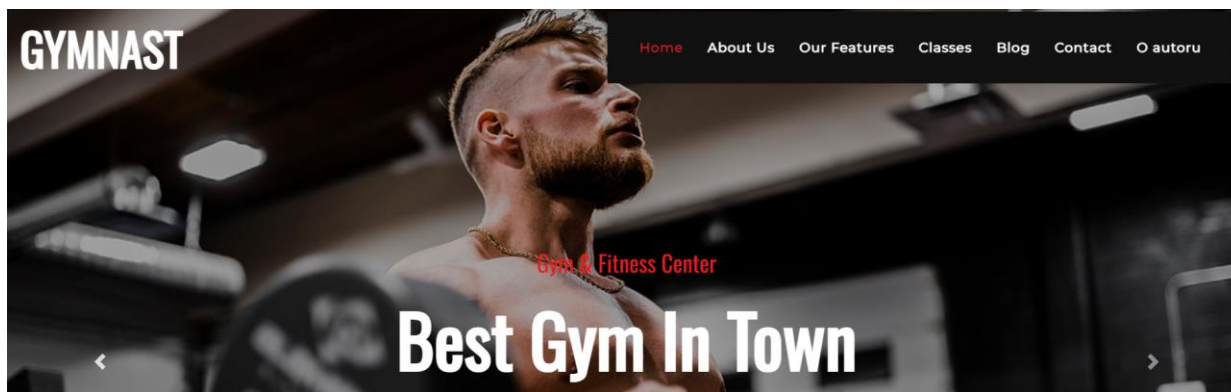 GYMNAST
Home About Us Our Features Classes Blog Contact O autoru
Gym & Fitness Center
Best Gym In Town